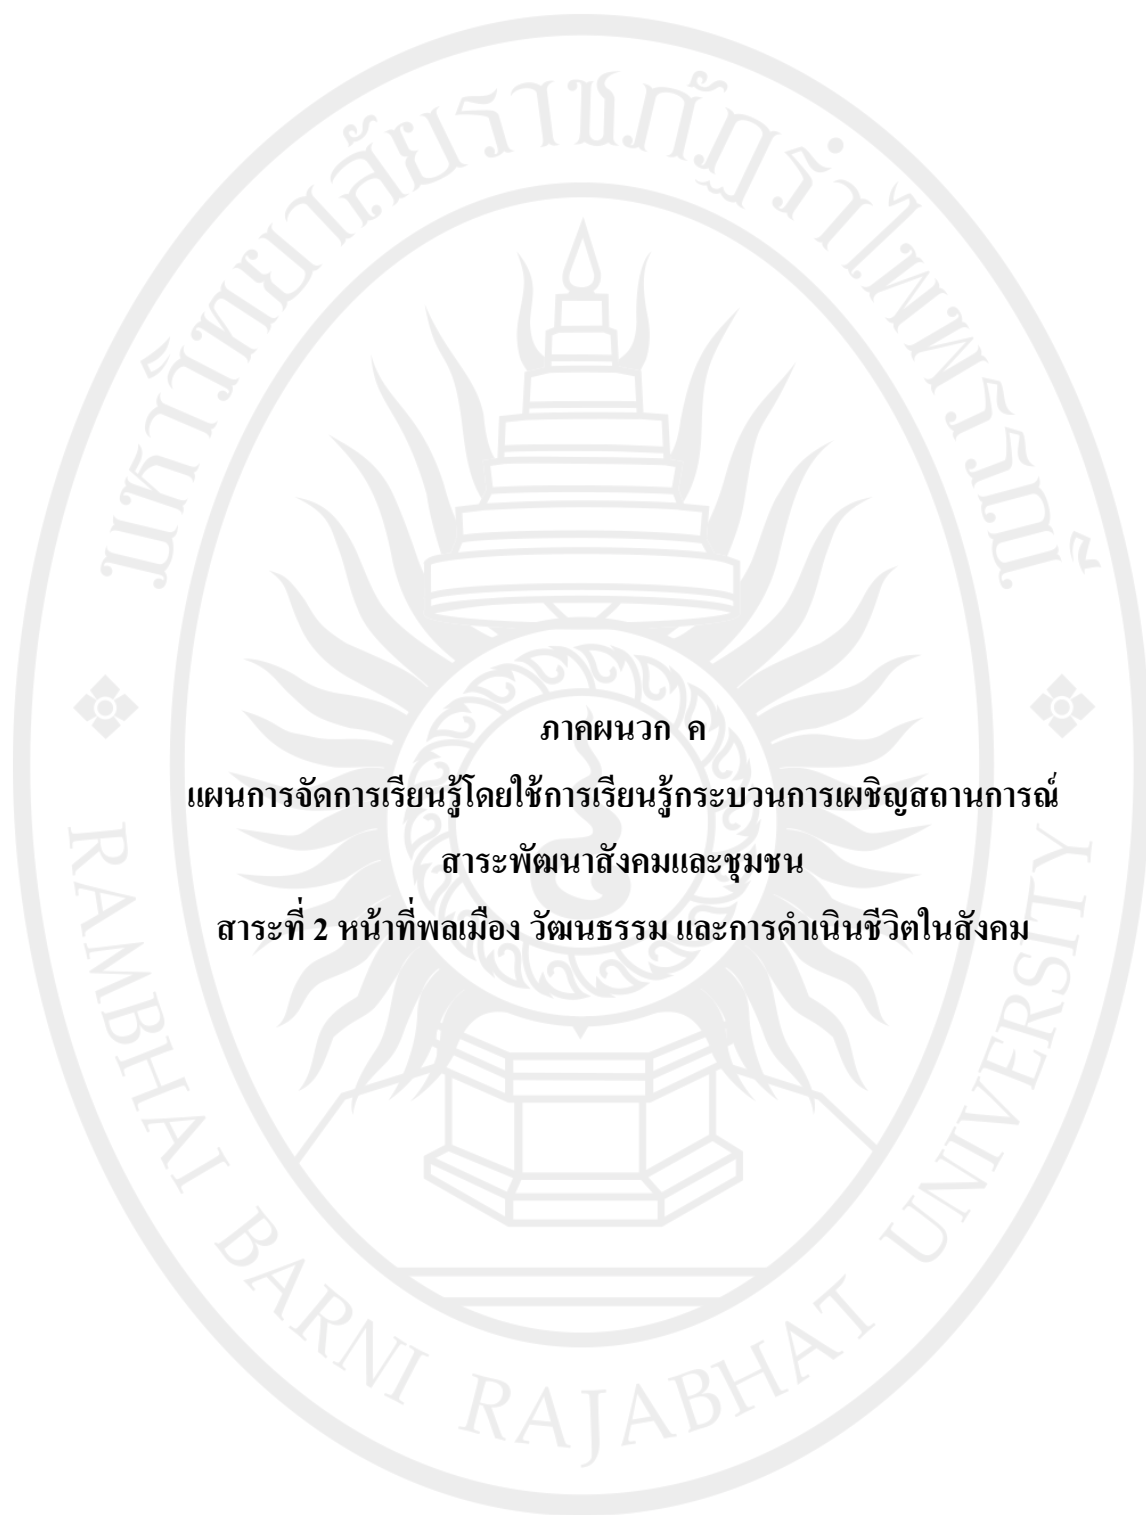 มหาวิทยาลัยราชภัฏรำไพพรรณี
ภาคผนวก ค
แผนการจัดการเรียนรู้โดยใช้การเรียนรู้กระบวนการเผชิญสถานการณ์
สาระพัฒนาสังคมและชุมชน
สาระที่ 2 หน้าที่พลเมือง วัฒนธรรม และการดำเนินชีวิตในสังคม
RAMBHAI BARNI RAJABHAT UNIVERSITY